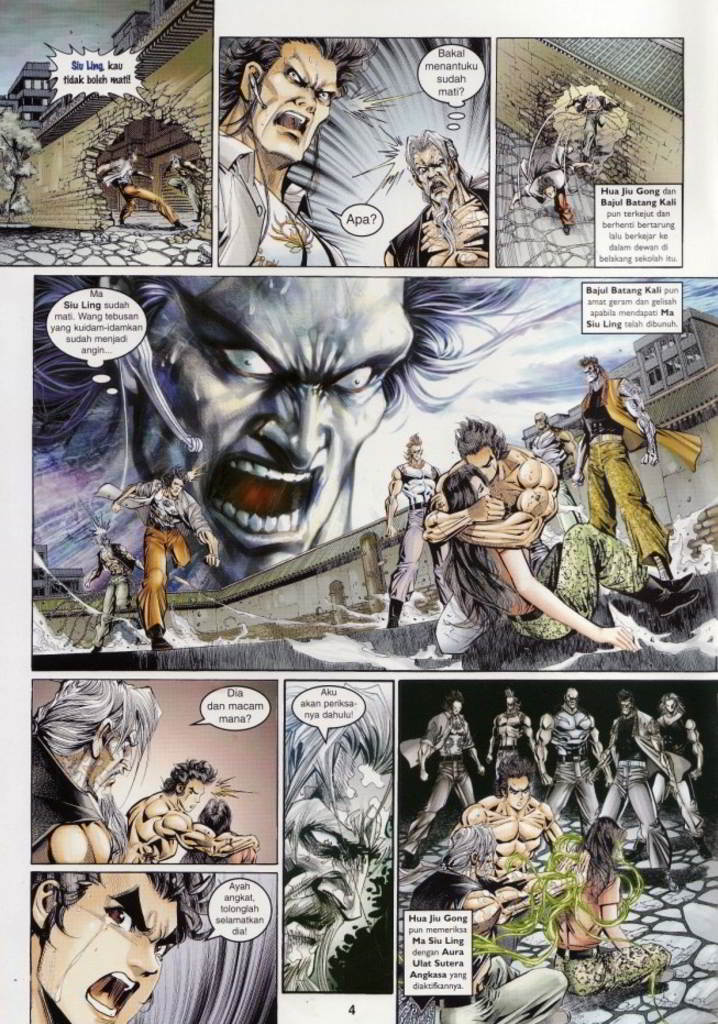 Siu Ling, kau
tidak boleh mati!
Apa?
Bakal
menantuku
sudah
mati?
Hua Jiu Gong dan
Bajul Batang Kali
pun terkejut dan
berhenti bertarung
lalu berkejar ke
dalam dewan di
belakang sekolah itu.
Ma
Siu Ling sudah
mati. Wang tebusan
yang kuidam-idamkan
sudah menjadi
angin...
Bajul Batang Kali pun
amat geram dan gelisah
apabila mendapati Ma
Siu Ling telah dibunuh.
Dia
dan macam
mana?
Ayah
angkat,
tolonglah
selamatkan
dia!
Aku
akan periksa-
nya dahulu!
Hua Jiu Gong
pun memeriksa
Ma Siu Ling
dengan Aura
Ulat Sutera
Angkasa yang
diaktifkannya.
4